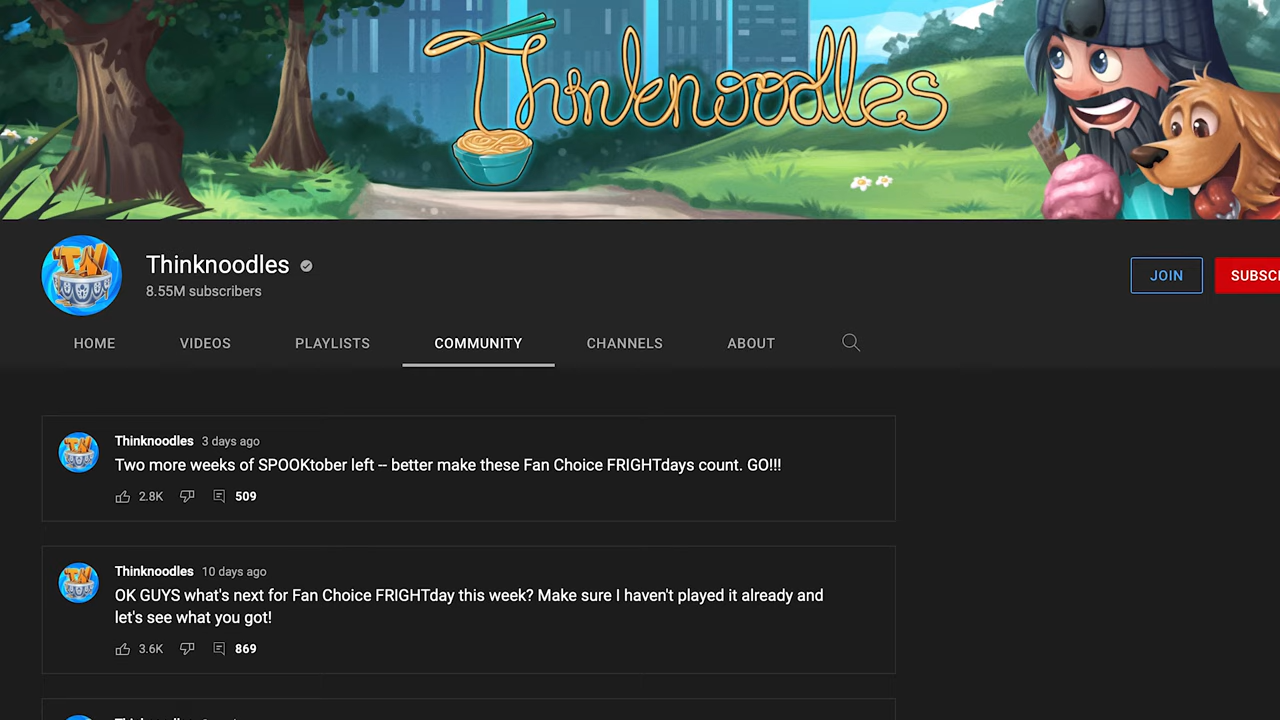 Thinknoodles
TN
Thinknoodles
8.55M subscribers
JOIN
SUBSC
HOME
VIDEOS
PLAYLISTS
COMMUNITY
CHANNELS
ABOUT
Thinknoodles 3 days ago
Two more weeks of SPOOKtober left -- better make these Fan Choice FRIGHTdays count. GO!!!
2.8K 509
Thinknoodles 10 days ago
OK GUYS what's next for Fan Choice FRIGHTday this week? Make sure I haven't played it already and
let's see what you got!
3.6K 869